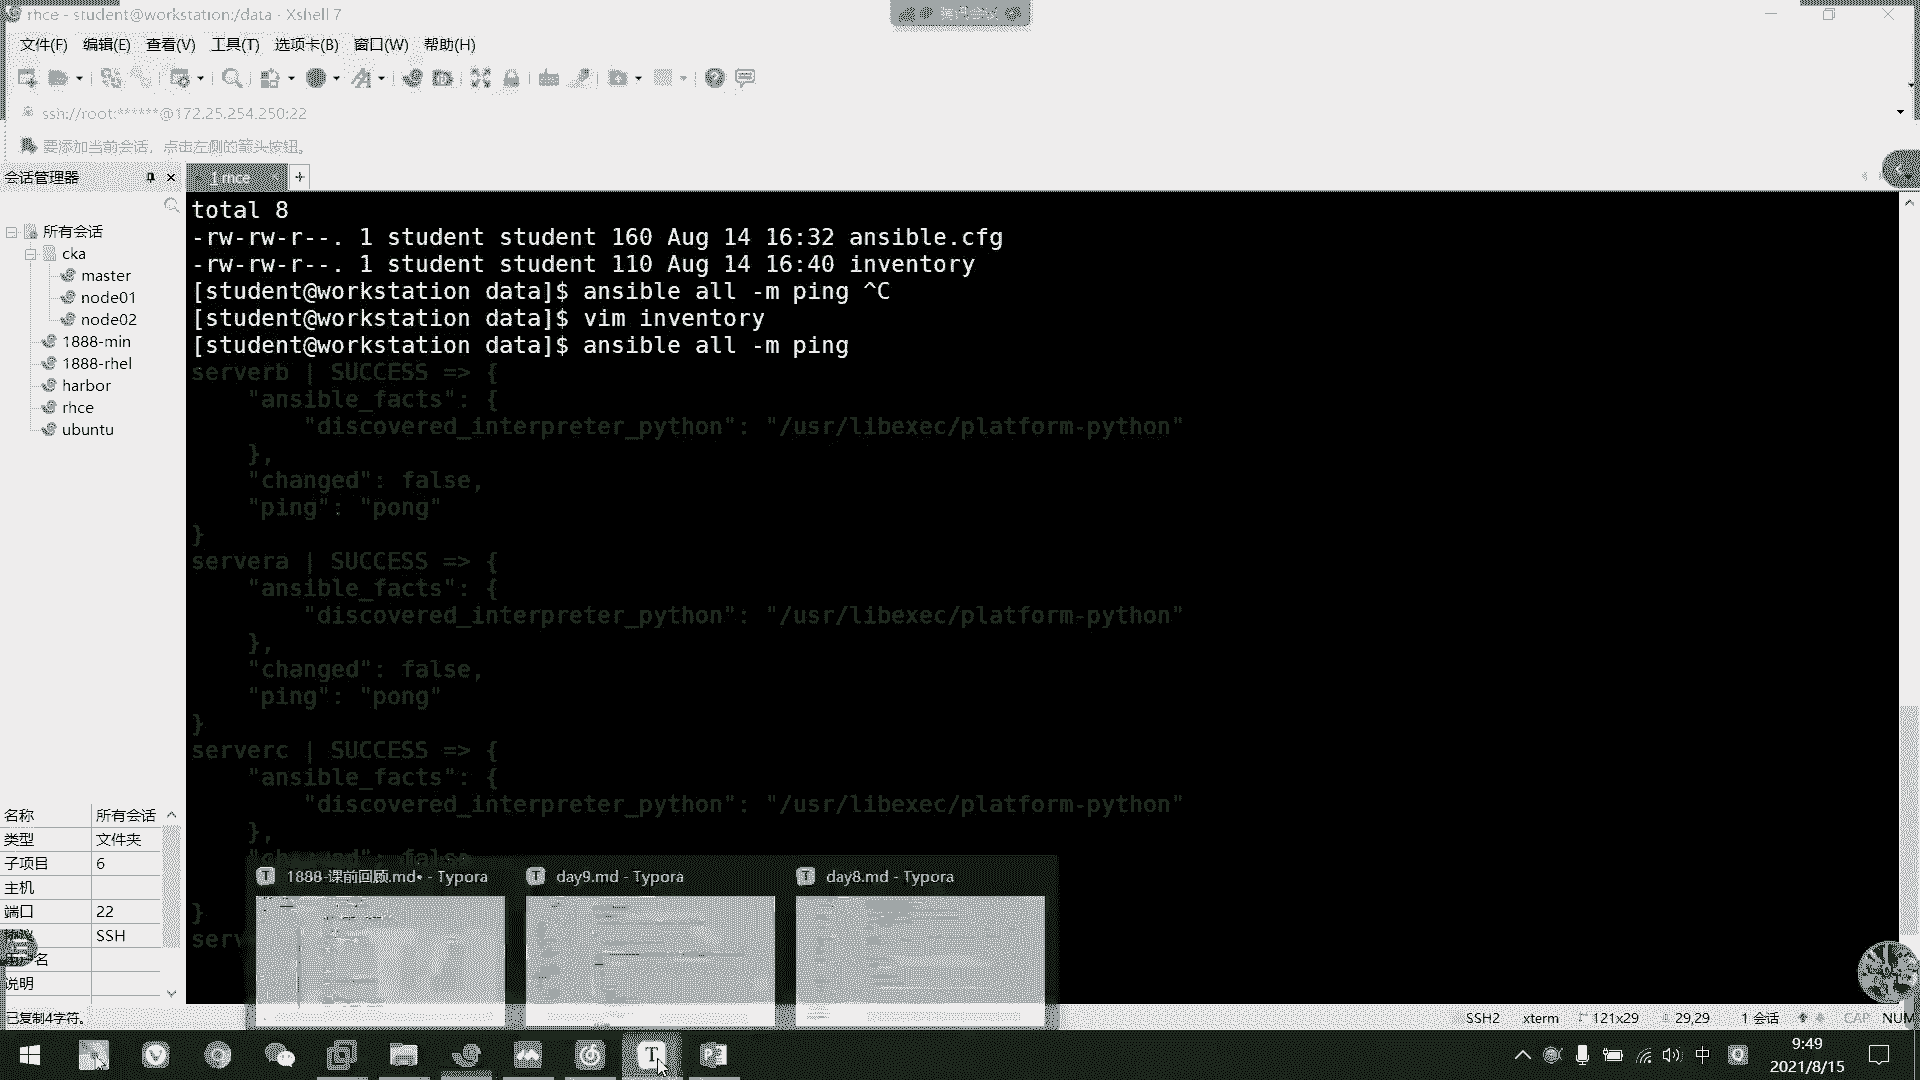 rhce - student@workstation:/data - Xshell 7
文件(F) 编辑(E) 查看(V) 工具(T) 选项卡(B) 窗口(W) 帮助(H)
ssh://root:******@172.25.254.250:22
要添加当前会话，点击左侧的箭头按钮。
会话管理器
1 rhce
所有会话
cka
master
node01
node02
1888-min
1888-rhel
harbor
rhce
ubuntu
total 8
-rw-rw-r--. 1 student student 160 Aug 14 16:32 ansible.cfg
-rw-rw-r--. 1 student student 110 Aug 14 16:40 inventory
[student@workstation data]$ ansible all -m ping ^C
[student@workstation data]$ vim inventory
[student@workstation data]$ ansible all -m ping
serverb | SUCCESS => {
"ansible_facts": {
"discovered_interpreter_python": "/usr/libexec/platform-python"
},
"changed": false,
"ping": "pong"
}
servera | SUCCESS => {
"ansible_facts": {
"discovered_interpreter_python": "/usr/libexec/platform-python"
},
"changed": false,
"ping": "pong"
}
serverc | SUCCESS => {
"ansible_facts": {
"discovered_interpreter_python": "/usr/libexec/platform-python"
},
"changed": false
}
serv
名称 所有会话
类型 文件夹
子项目 6
主机
端口 22
协议 SSH
用户名
说明
1888-课前回顾.md• - Typora
day9.md - Typora
day8.md - Typora
已复制4字符。
SSH2 xterm 121x29 29,29 1 会话 CAP NUM
中
9:49
2021/8/15